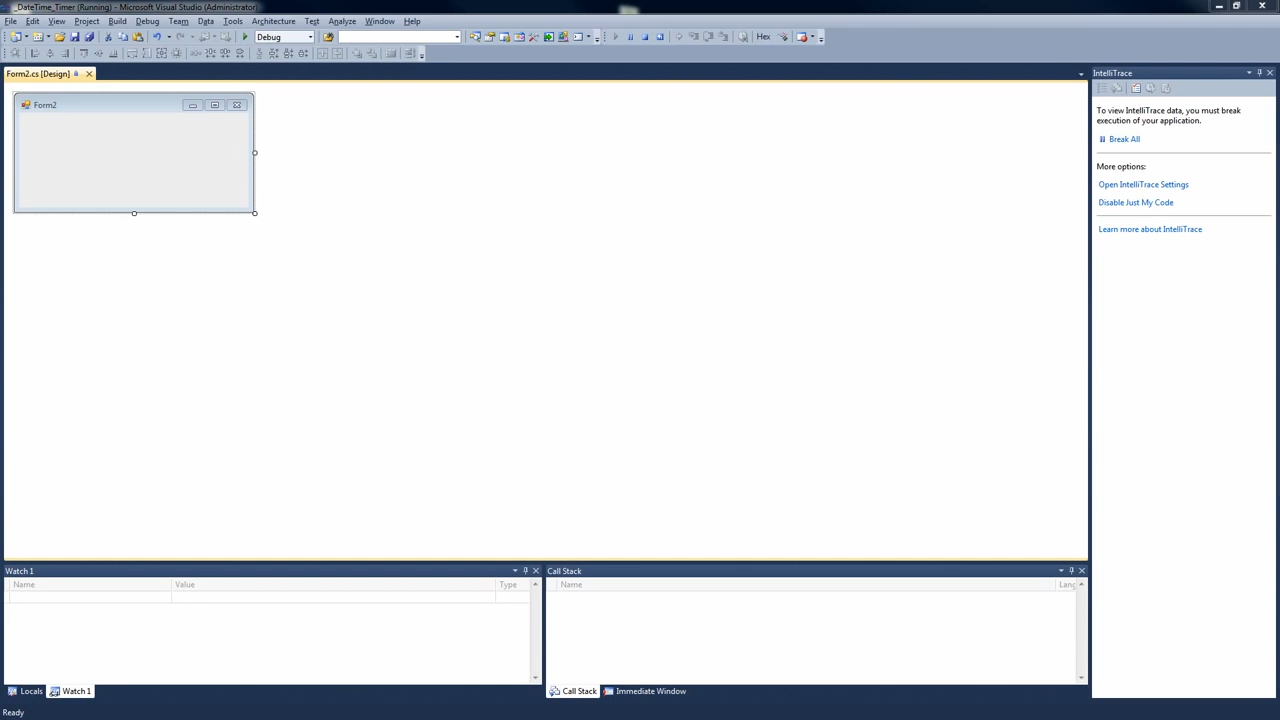 _DateTime_Timer (Running) - Microsoft Visual Studio (Administrator)
File Edit View Project Build Debug Team Data Tools Architecture Test Analyze Window Help
Debug
Hex
Form2.cs [Design]
Form2
IntelliTrace
To view IntelliTrace data, you must break
execution of your application.
Break All
More options:
Open IntelliTrace Settings
Disable Just My Code
Learn more about IntelliTrace
Watch 1
Name Value Type
Call Stack
Name Lang
Locals Watch 1
Call Stack Immediate Window
Ready